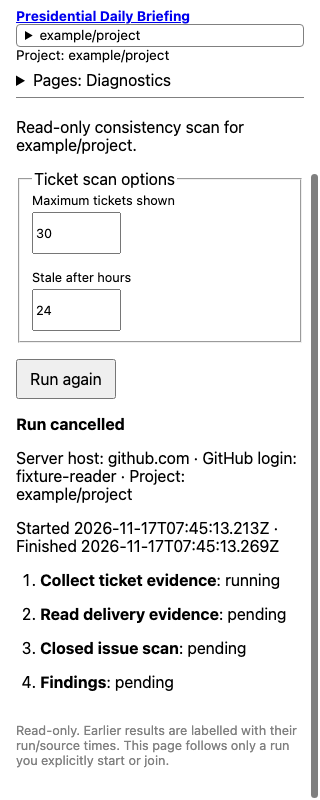 Presidential Daily Briefing
▶ example/project
Project: example/project
▶ Pages: Diagnostics
Read-only consistency scan for
example/project.
Ticket scan options
Maximum tickets shown
30
Stale after hours
24
Run again
Run cancelled
Server host: github.com · GitHub login:
fixture-reader · Project:
example/project
Started 2026-11-17T07:45:13.213Z ·
Finished 2026-11-17T07:45:13.269Z
1. Collect ticket evidence: running
2. Read delivery evidence: pending
3. Closed issue scan: pending
4. Findings: pending
Read-only. Earlier results are labelled with their
run/source times. This page follows only a run
you explicitly start or join.